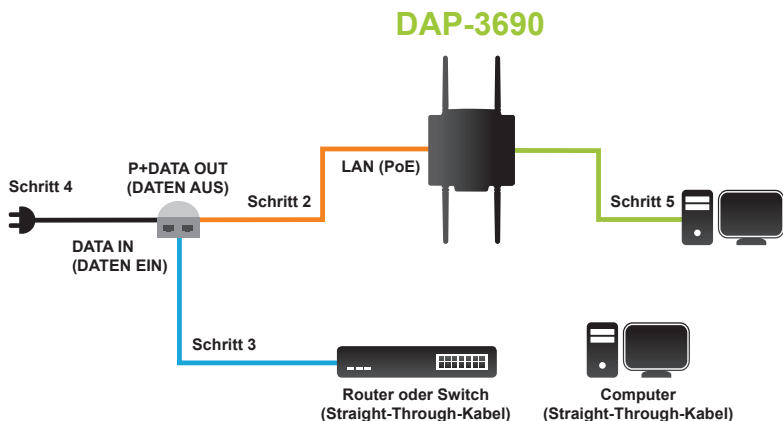 DAP-3690
P+DATA OUT
(DATEN AUS)
LAN (PoE)
Schritt 4
Schritt 2
Schritt 5
DATA IN
(DATEN EIN)
Schritt 3
Router oder Switch
(Straight-Through-Kabel)
Computer
(Straight-Through-Kabel)